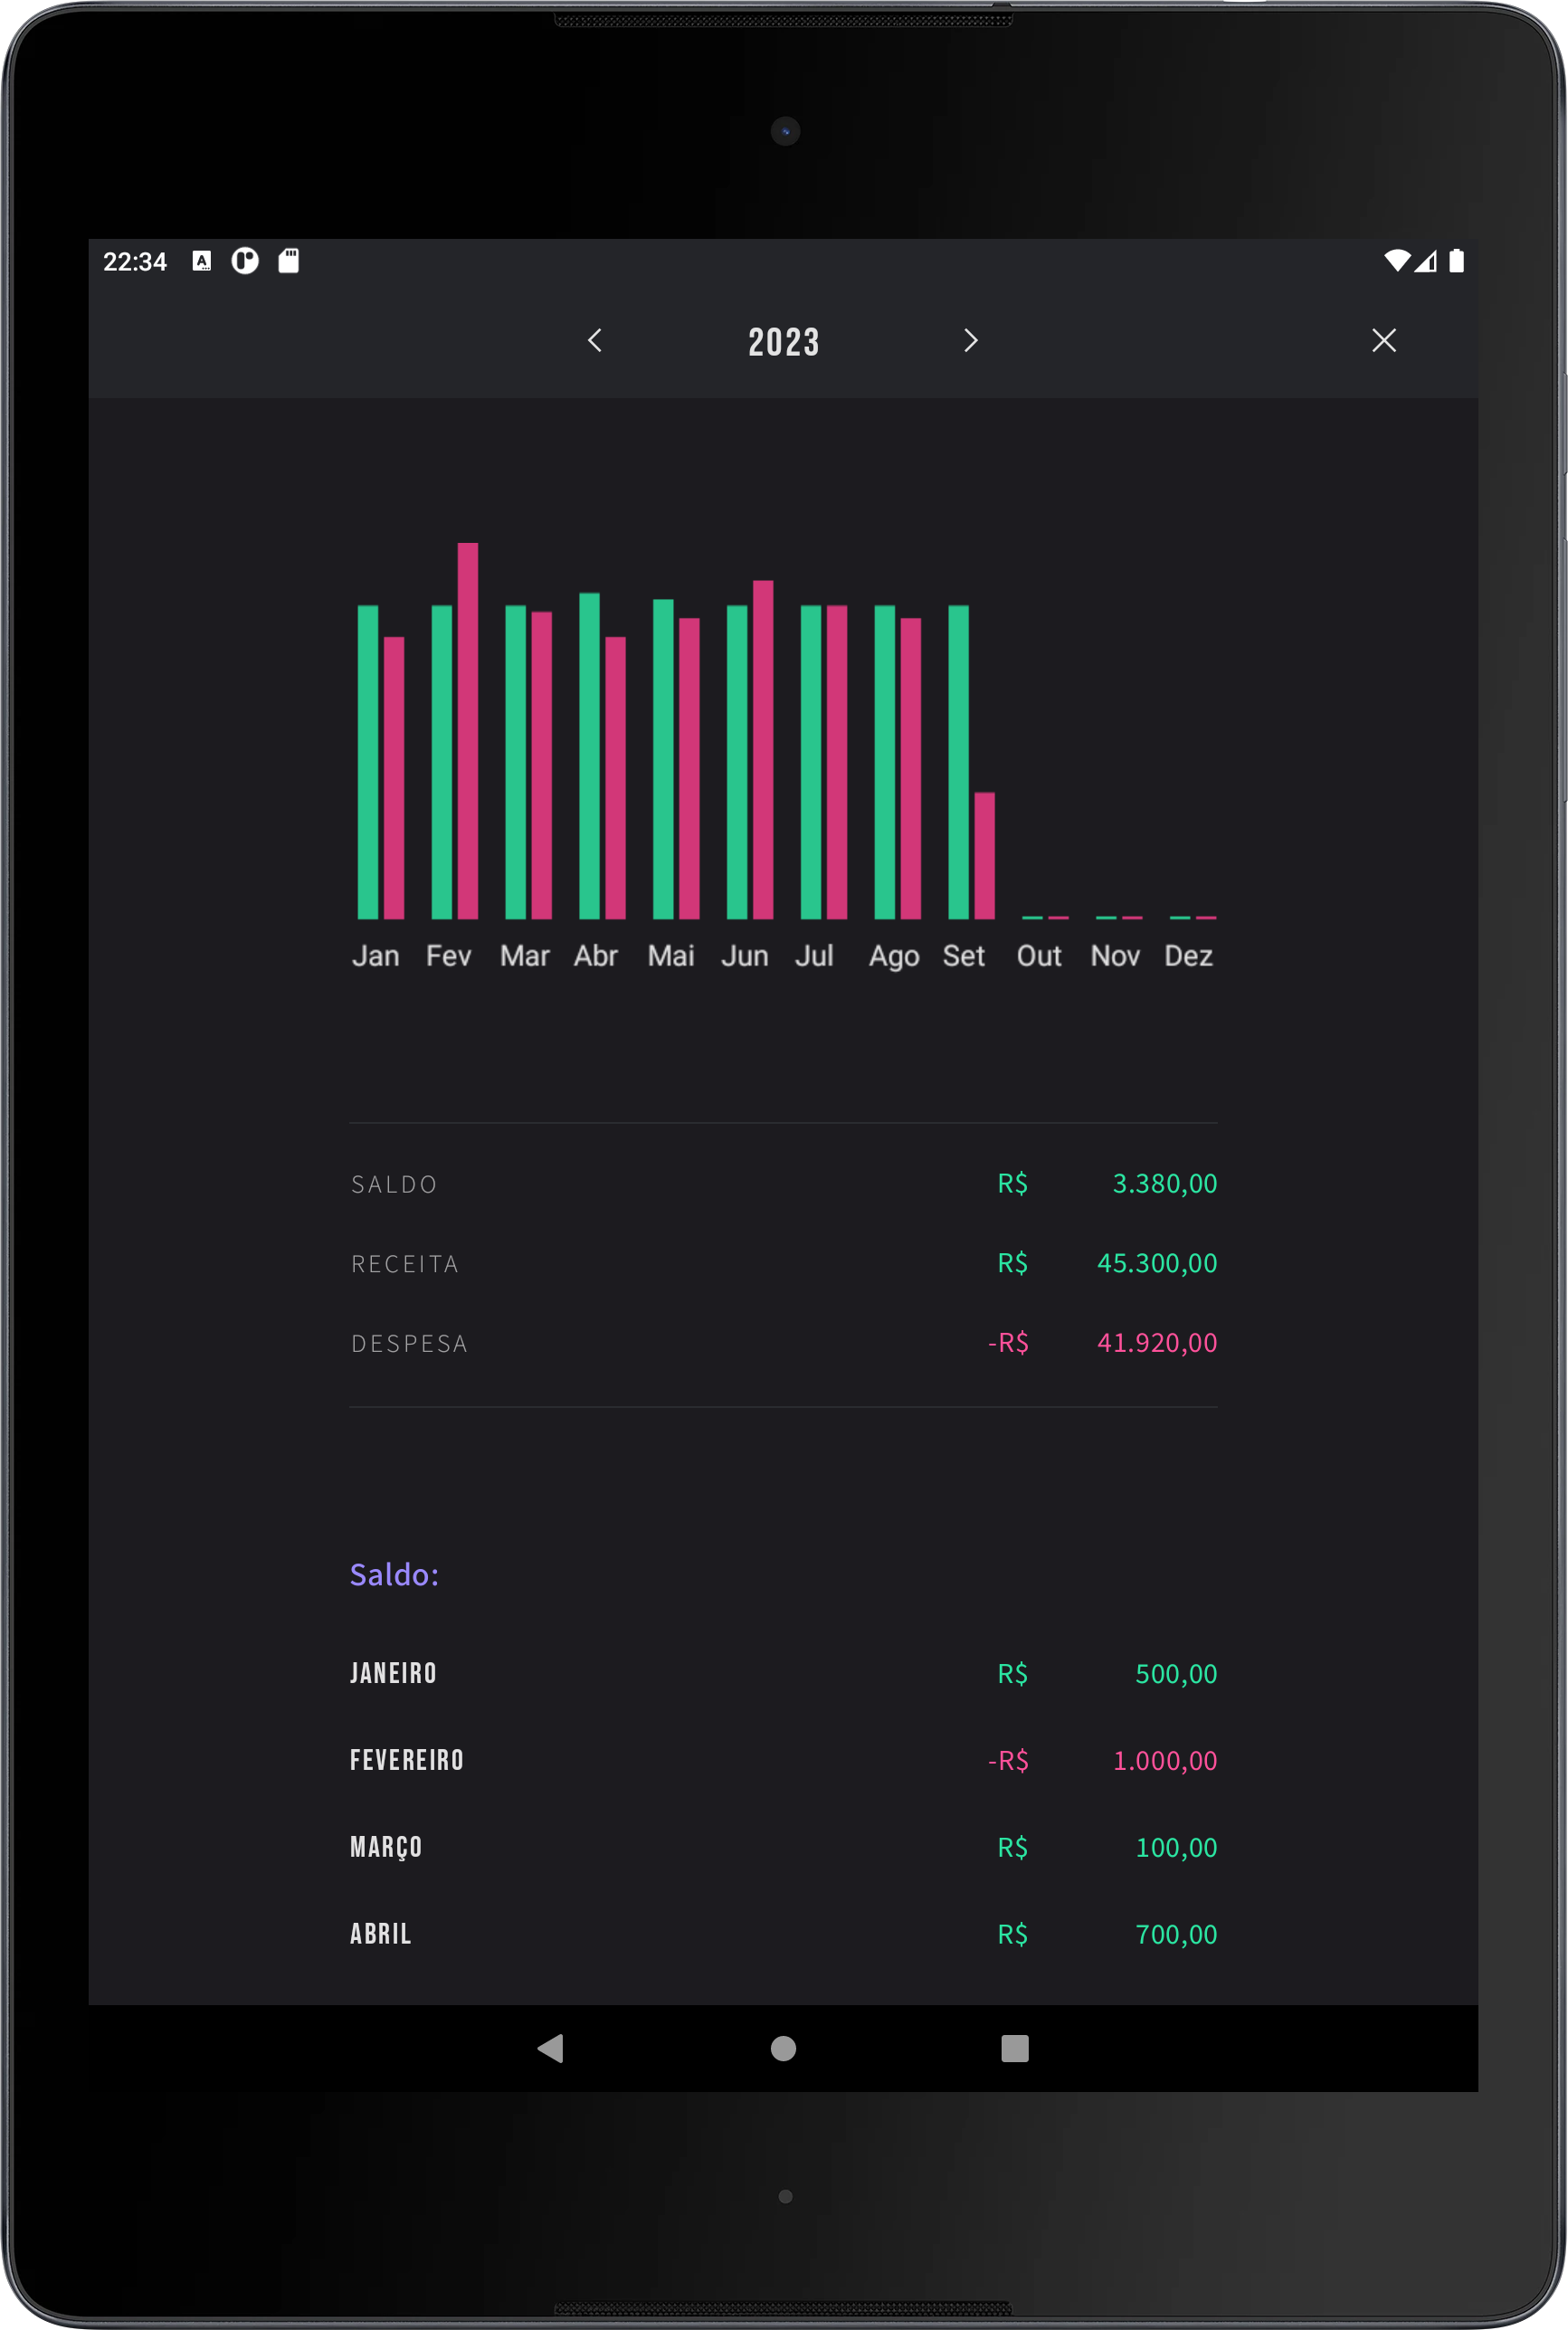 22:34
2023
Jan Fev Mar Abr Mai Jun Jul Ago Set Out Nov Dez
SALDO R$ 3.380,00
RECEITA R$ 45.300,00
DESPESA -R$ 41.920,00
Saldo:
JANEIRO R$ 500,00
FEVEREIRO -R$ 1.000,00
MARÇO R$ 100,00
ABRIL R$ 700,00